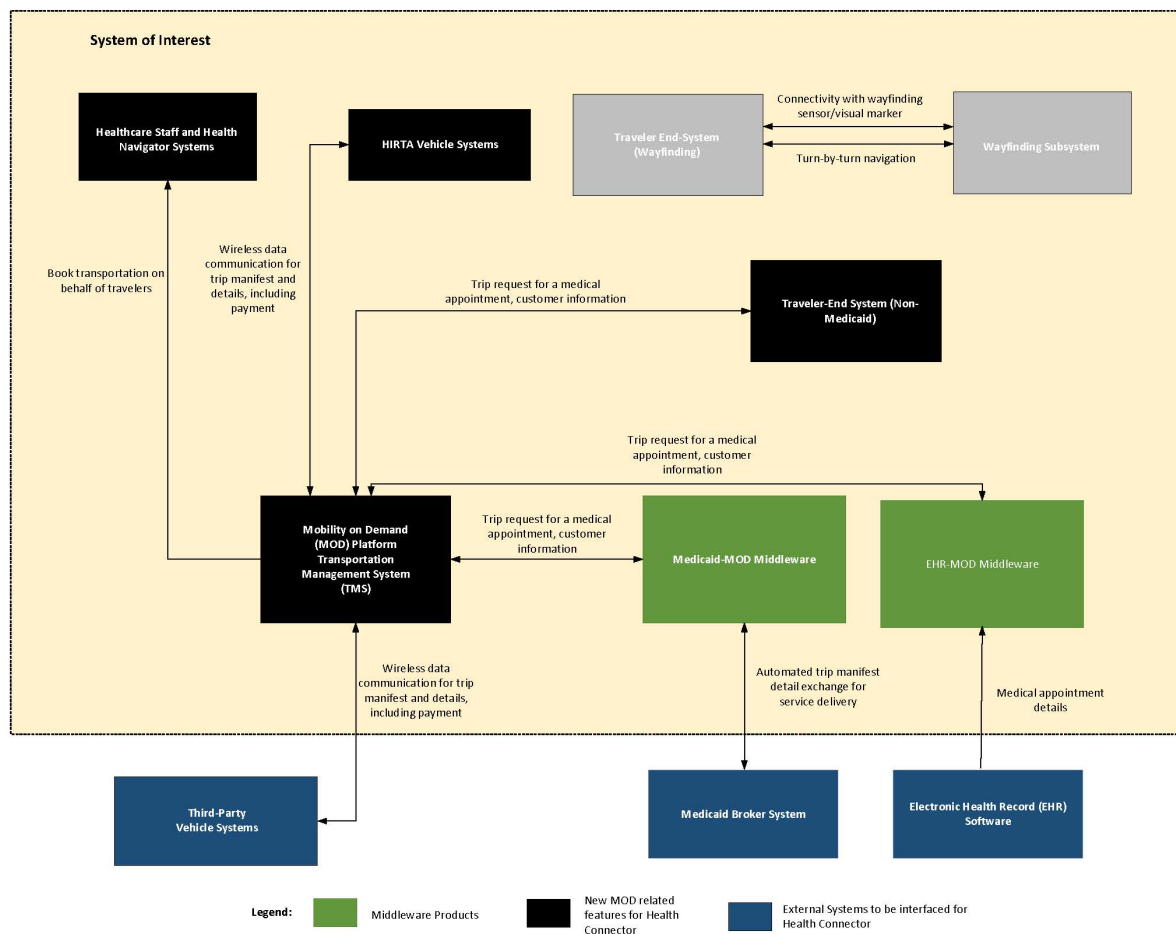 System of Interest
Healthcare Staff and Health
Navigator Systems
HIRTA Vehicle Systems
Traveler End-System
(Wayfinding)
Connectivity with wayfinding
sensor/visual marker
Turn-by-turn navigation
Wayfinding Subsystem
Book transportation on
behalf of travelers
Wireless data
communication for
trip manifest and
details, including
payment
Trip request for a medical
appointment, customer information
Traveler-End System (Non-
Medicaid)
Trip request for a medical
appointment, customer
information
Mobility on Demand
(MOD) Platform
Transportation
Management System
(TMS)
Trip request for a medical
appointment, customer
information
Medicaid-MOD Middleware
EHR-MOD Middleware
Wireless data
communication for trip
manifest and details,
including payment
Automated trip manifest
detail exchange for
service delivery
Medical appointment
details
Third-Party
Vehicle Systems
Medicaid Broker System
Electronic Health Record (EHR)
Software
Legend:
Middleware Products
New MOD related
features for Health
Connector
External Systems to be interfaced for
Health Connector